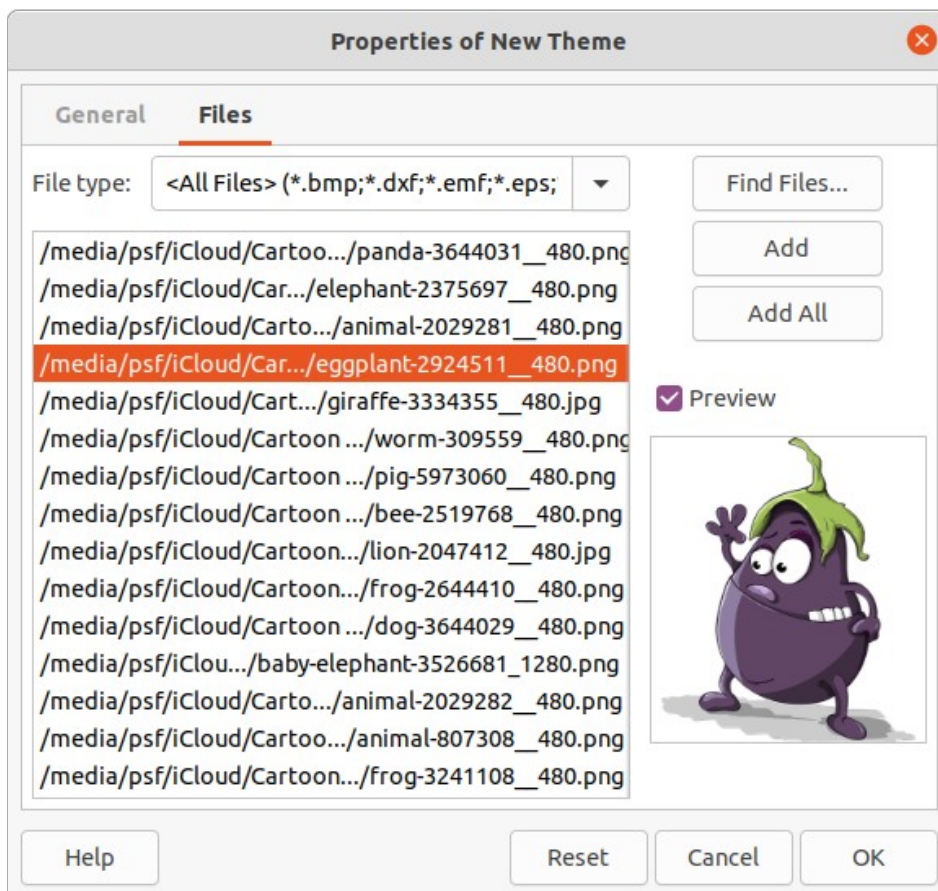 Properties of New Theme
General Files
File type: <All Files> (*.bmp;*.dxf;*.emf;*.eps;
Find Files...
Add
Add All
/media/psf/iCloud/Cartoo.../panda-3644031__480.png
/media/psf/iCloud/Car.../elephant-2375697__480.png
/media/psf/iCloud/Carto.../animal-2029281__480.png
/media/psf/iCloud/Car.../eggplant-2924511__480.png
/media/psf/iCloud/Cart.../giraffe-3334355__480.jpg
/media/psf/iCloud/Cartoon .../worm-309559__480.png
/media/psf/iCloud/Cartoon .../pig-5973060__480.png
/media/psf/iCloud/Cartoon .../bee-2519768__480.png
/media/psf/iCloud/Cartoon.../lion-2047412__480.jpg
/media/psf/iCloud/Cartoon.../frog-2644410__480.png
/media/psf/iCloud/Cartoon .../dog-3644029__480.png
/media/psf/iClou.../baby-elephant-3526681_1280.png
/media/psf/iCloud/Carto.../animal-2029282__480.png
/media/psf/iCloud/Cartoo.../animal-807308__480.png
/media/psf/iCloud/Cartoon.../frog-3241108__480.png
Preview
Help Reset Cancel OK